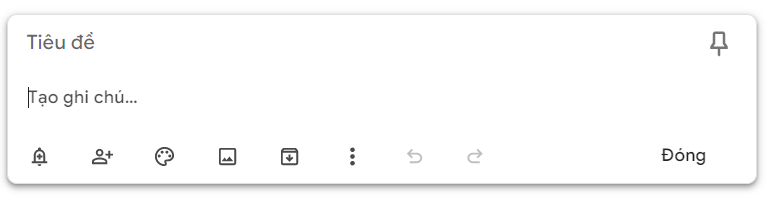 Tiêu đề
Tạo ghi chú...
Đóng